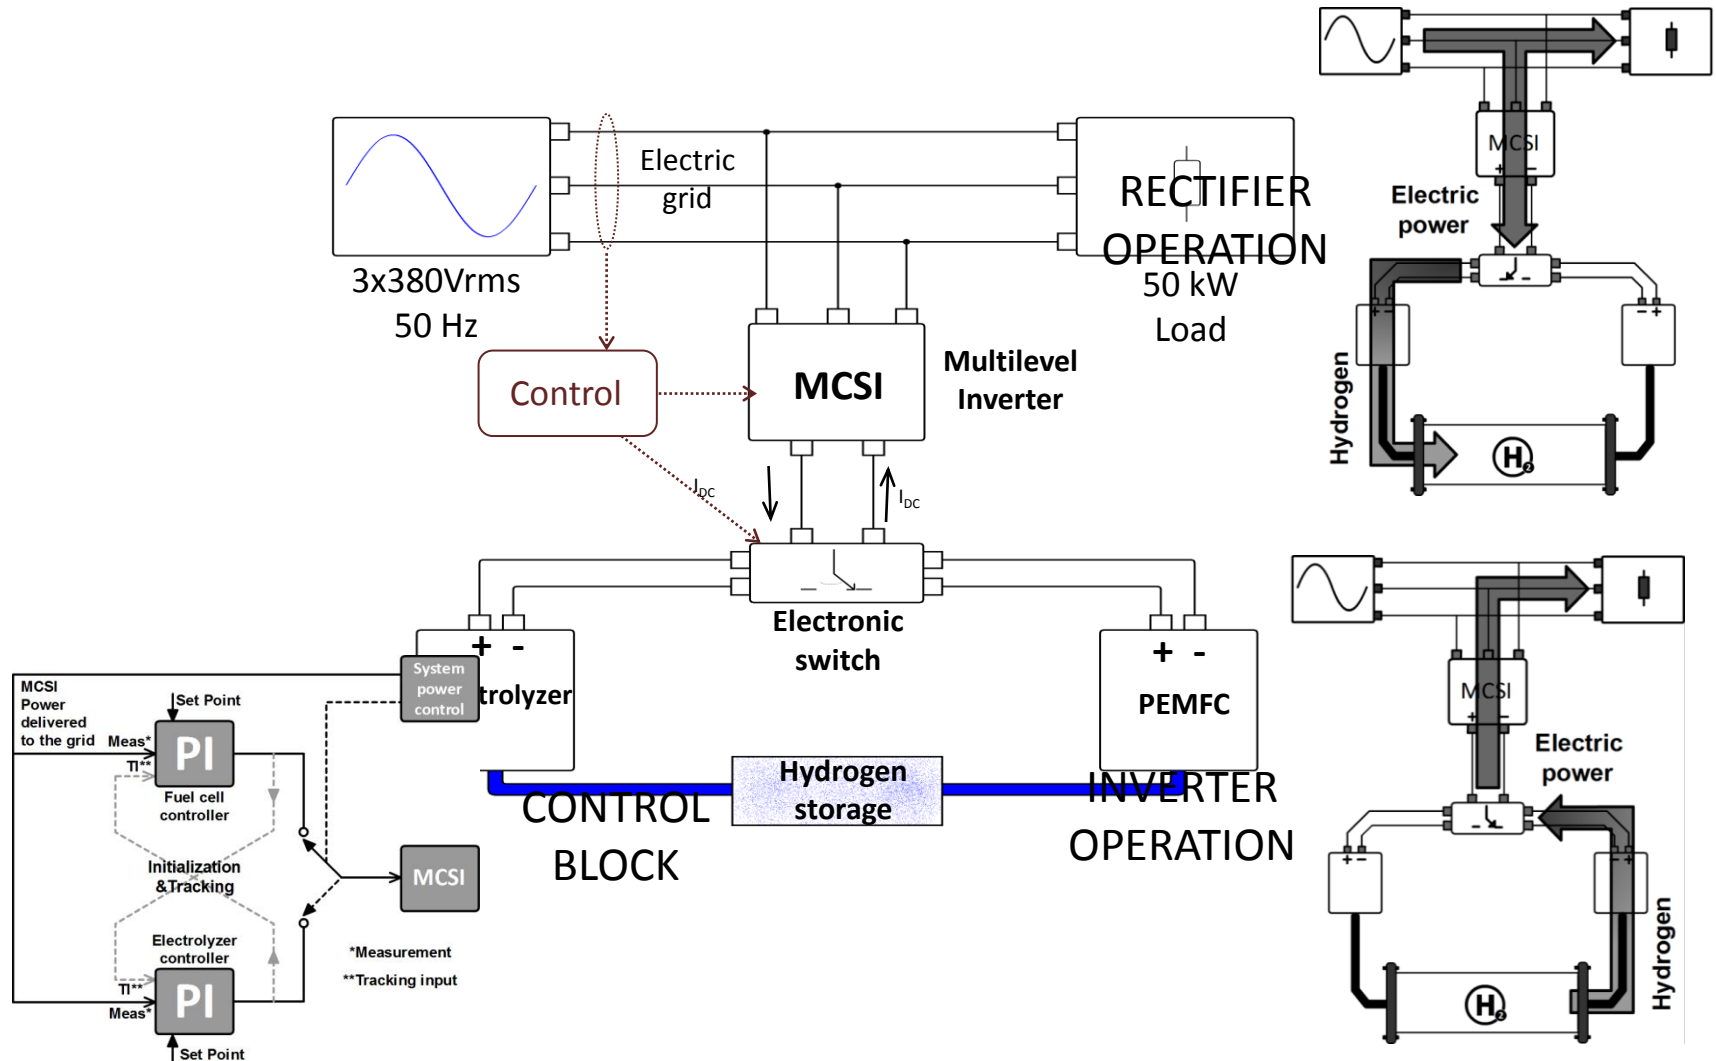 Electric
grid
RECTIFIER
OPERATION
3x380Vrms
50 Hz
50 kW
Load
Control
MCSI
Multilevel
Inverter
IDC
IDC
Electronic
switch
+ -
trolyzer
+ -
PEMFC
Hydrogen
storage
CONTROL
BLOCK
INVERTER
OPERATION
System
power
control
MCSI
Power
delivered
to the grid
Set Point
Meas*
TI**
PI
Fuel cell
controller
Initialization
&Tracking
MCSI
Electrolyzer
controller
TI**
Meas*
PI
Set Point
*Measurement
**Tracking input
MCSI
+ -
Electric
power
+ -
- +
Hydrogen
H2
MCSI
+ -
Electric
power
+ -
- +
Hydrogen
H2